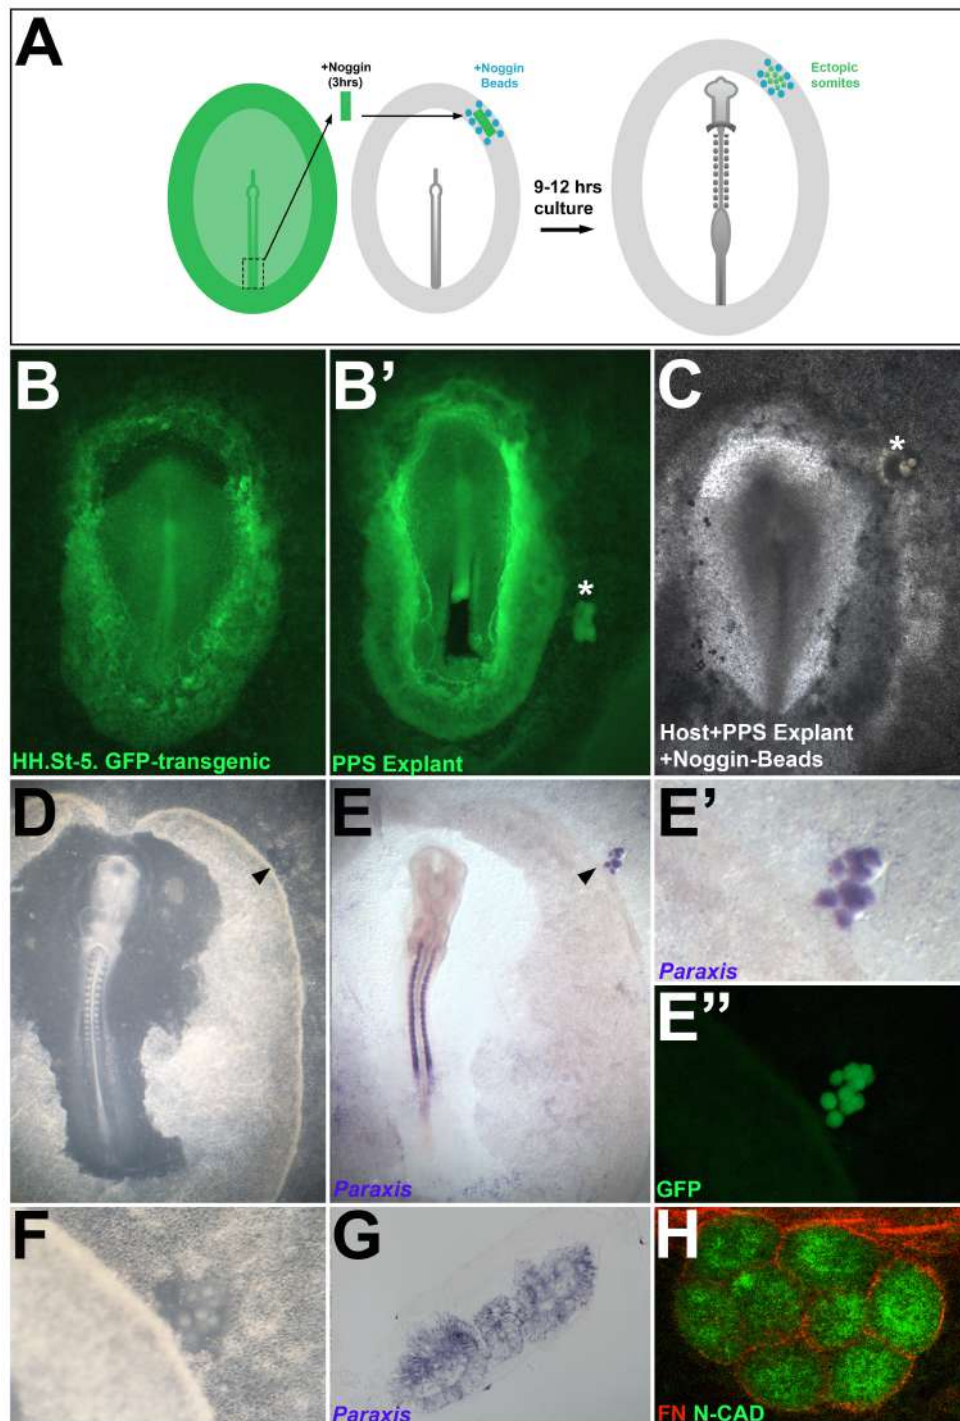 A
+Noggin
(3hrs)
+Noggin
Beads
Ectopic
somites
9-12 hrs
culture
B
HH.St-5. GFP-transgenic
B’
*
PPS Explant
C
*
Host+PPS Explant
+Noggin-Beads
D
E
Paraxis
E’
Paraxis
E”
GFP
F
G
Paraxis
H
FN N-CAD